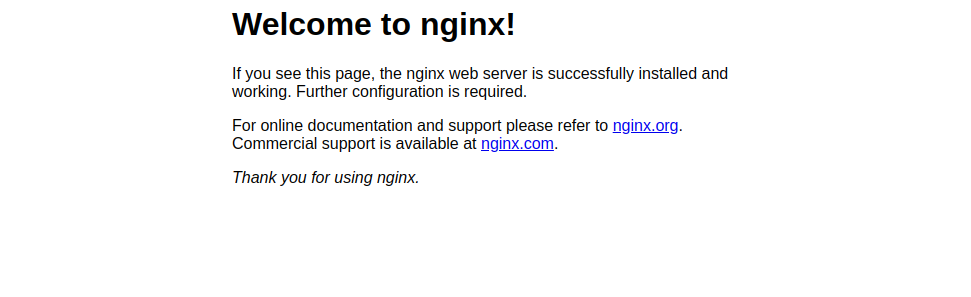 Welcome to nginx!
If you see this page, the nginx web server is successfully installed and
working. Further configuration is required.
For online documentation and support please refer to nginx.org.
Commercial support is available at nginx.com.
Thank you for using nginx.